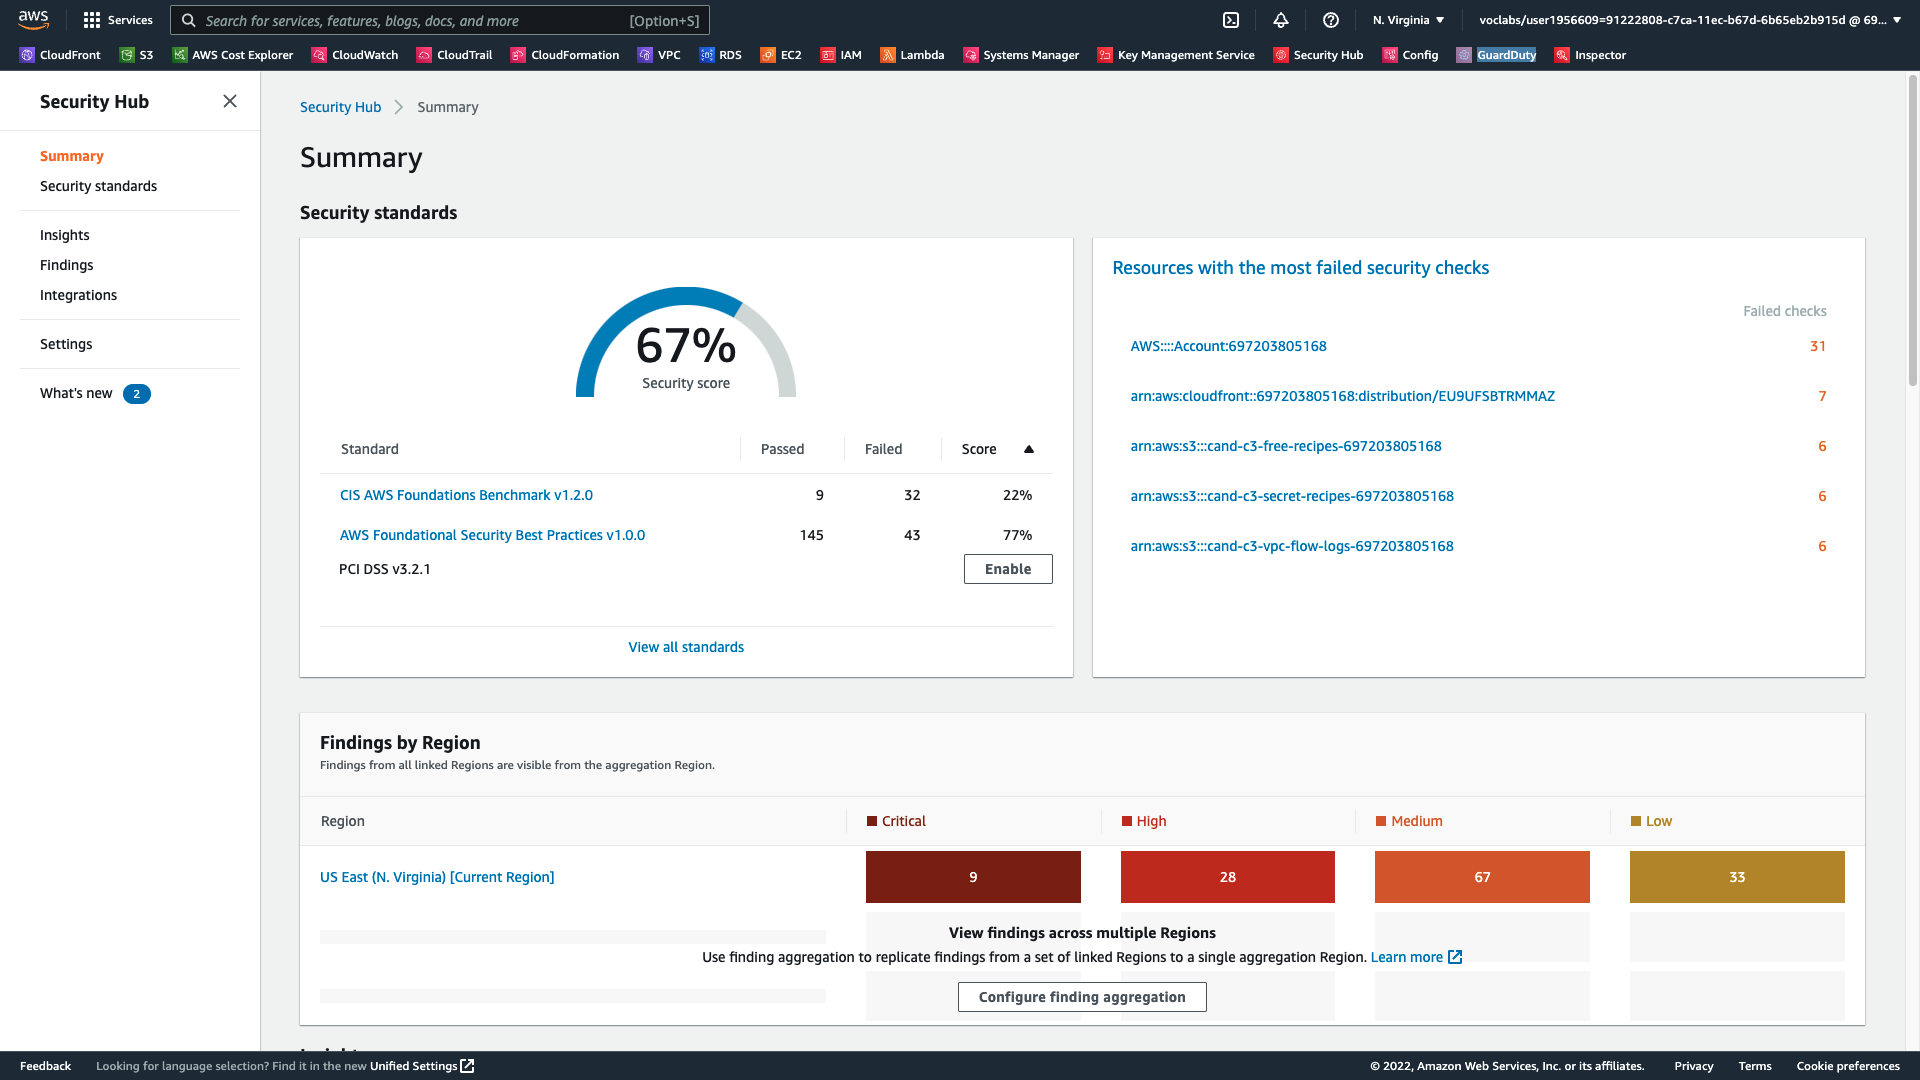 aws Services Search for services, features, blogs, docs, and more [Option+S] N. Virginia voclabs/user1956609=91222808-c7ca-11ec-b67d-6b65eb2b915d @ 69...
CloudFront S3 AWS Cost Explorer CloudWatch CloudTrail CloudFormation VPC RDS EC2 IAM Lambda Systems Manager Key Management Service Security Hub Config GuardDuty Inspector
Security Hub
Summary
Security standards
Insights
Findings
Integrations
Settings
What's new 2
Security Hub Summary
Summary
Security standards
67%
Security score
Standard Passed Failed Score
CIS AWS Foundations Benchmark v1.2.0 9 32 22%
AWS Foundational Security Best Practices v1.0.0 145 43 77%
PCI DSS v3.2.1 Enable
View all standards
Resources with the most failed security checks
Failed checks
AWS::::Account:697203805168 31
arn:aws:cloudfront::697203805168:distribution/EU9UFSBTRMMAZ 7
arn:aws:s3:::cand-c3-free-recipes-697203805168 6
arn:aws:s3:::cand-c3-secret-recipes-697203805168 6
arn:aws:s3:::cand-c3-vpc-flow-logs-697203805168 6
Findings by Region
Findings from all linked Regions are visible from the aggregation Region.
Region Critical High Medium Low
US East (N. Virginia) [Current Region] 9 28 67 33
View findings across multiple Regions
Use finding aggregation to replicate findings from a set of linked Regions to a single aggregation Region. Learn more
Configure finding aggregation
Feedback Looking for language selection? Find it in the new Unified Settings © 2022, Amazon Web Services, Inc. or its affiliates. Privacy Terms Cookie preferences